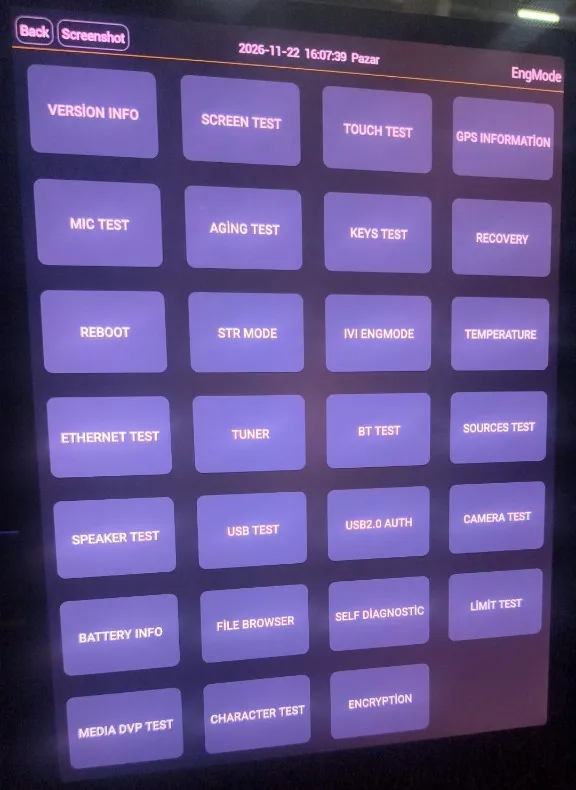 Back Screenshot
2026-11-22 16:07:39 Pazar
EngMode
VERSİON INFO
SCREEN TEST
TOUCH TEST
GPS INFORMATİON
MIC TEST
AGİNG TEST
KEYS TEST
RECOVERY
REBOOT
STR MODE
IVI ENGMODE
TEMPERATURE
ETHERNET TEST
TUNER
BT TEST
SOURCES TEST
SPEAKER TEST
USB TEST
USB2.0 AUTH
CAMERA TEST
BATTERY INFO
FİLE BROWSER
SELF DİAGNOSTİC
LİMİT TEST
MEDIA DVP TEST
CHARACTER TEST
ENCRYPTİON